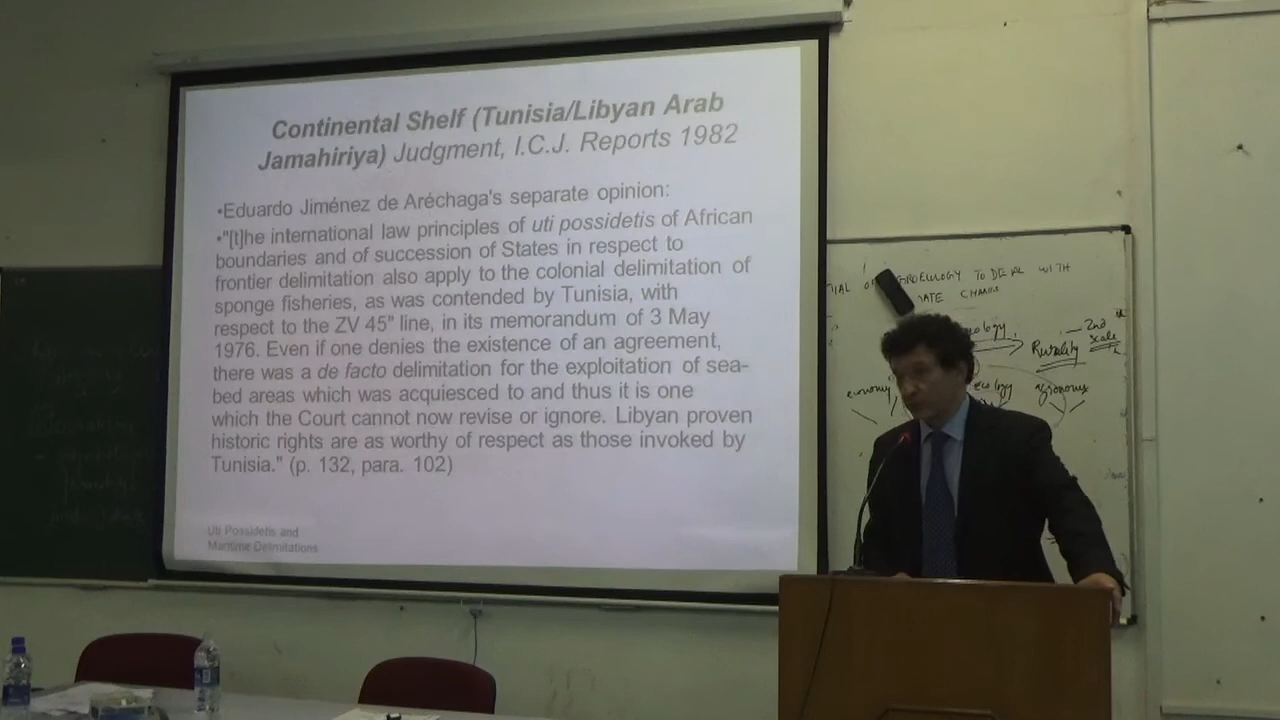 Continental Shelf (Tunisia/Libyan Arab
Jamahiriya) Judgment, I.C.J. Reports 1982
•Eduardo Jiménez de Aréchaga's separate opinion:
•"[t]he international law principles of uti possidetis of African
boundaries and of succession of States in respect to
frontier delimitation also apply to the colonial delimitation of
sponge fisheries, as was contended by Tunisia, with
respect to the ZV 45" line, in its memorandum of 3 May
1976. Even if one denies the existence of an agreement,
there was a de facto delimitation for the exploitation of sea-
bed areas which was acquiesced to and thus it is one
which the Court cannot now revise or ignore. Libyan proven
historic rights are as worthy of respect as those invoked by
Tunisia." (p. 132, para. 102)
Uti Possidetis and
Maritime Delimitations
TO DEAL WITH
2nd
Rurality
scale
economy
agronomy